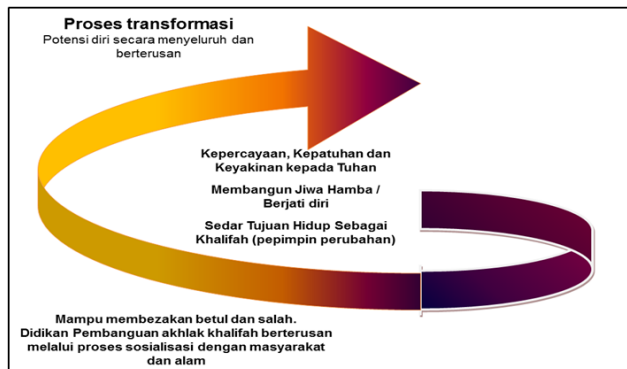 Proses transformasi
Potensi diri secara menyeluruh dan
berterusan
Kepercayaan, Kepatuhan dan
Keyakinan kepada Tuhan
Membangun Jiwa Hamba /
Berjati diri
Sedar Tujuan Hidup Sebagai
Khalifah (pepimpin perubahan)
Mampu membezakan betul dan salah.
Didikan Pembanguan akhlak khalifah berterusan
melalui proses sosialisasi dengan masyarakat
dan alam